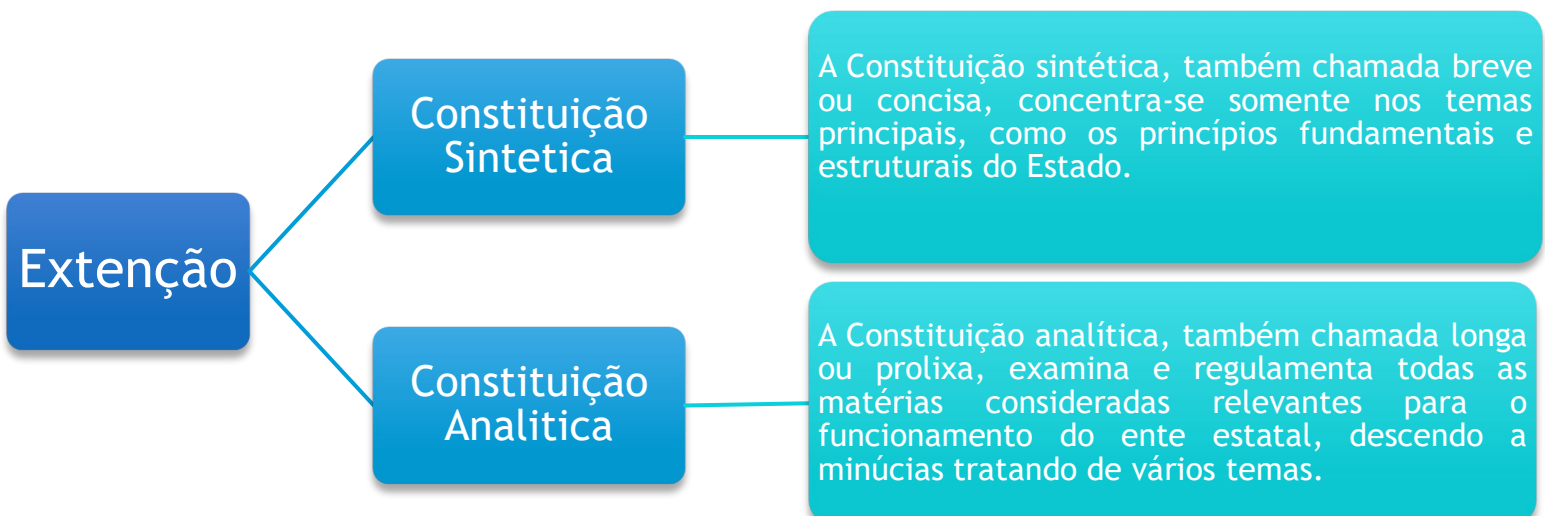 Extenção
Constituição
Sintetica
A Constituição sintética, também chamada breve
ou concisa, concentra-se somente nos temas
principais, como os princípios fundamentais e
estruturais do Estado.
Constituição
Analitica
A Constituição analítica, também chamada longa
ou prolixa, examina e regulamenta todas as
matérias consideradas relevantes para o
funcionamento do ente estatal, descendo a
minúcias tratando de vários temas.